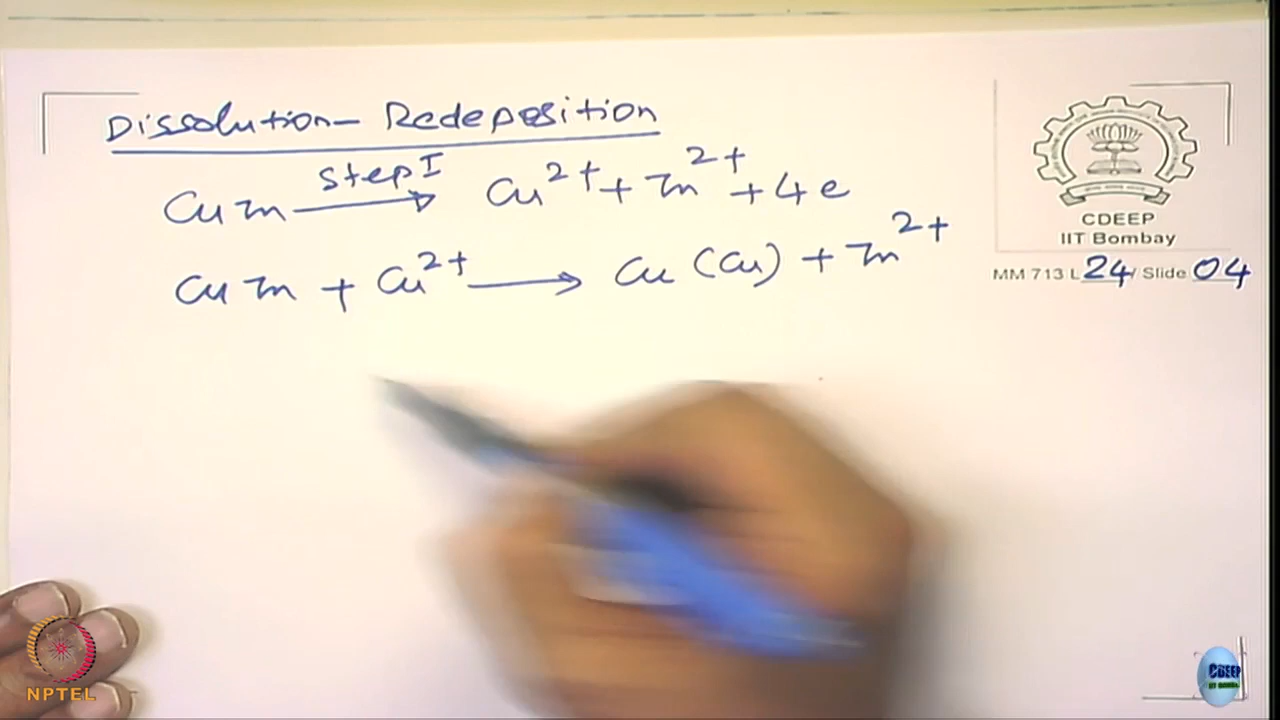 Dissolution- Redeposition
CuZn —Step I→ Cu²⁺ + Zn²⁺ + 4e
CuZn + Cu²⁺ → Cu (Cu) + Zn²⁺
CDEEP
IIT Bombay
MM 713 L 24 / Slide 04
NPTEL
CDEEP